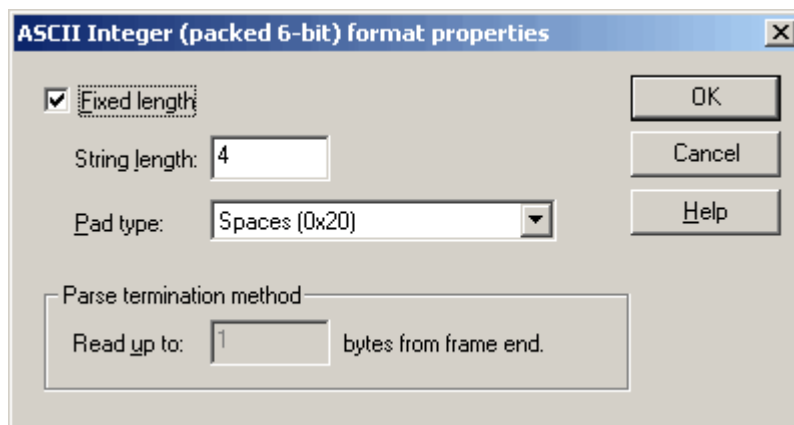 ASCII Integer (packed 6-bit) format properties
Fixed length
OK
String length: 4
Cancel
Pad type: Spaces (0x20)
Help
Parse termination method
Read up to: 1 bytes from frame end.